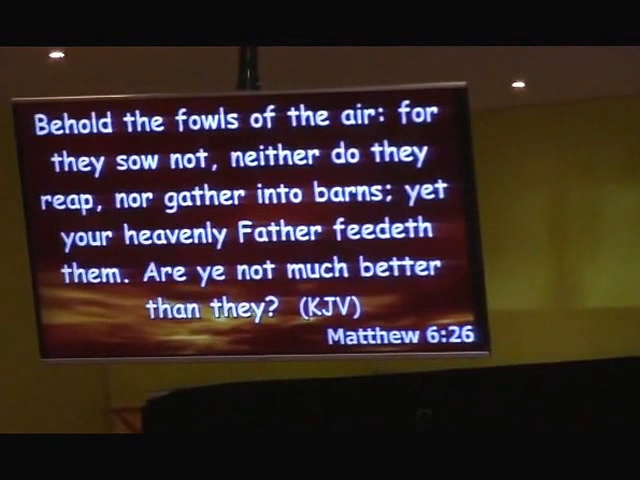 Behold the fowls of the air: for
they sow not, neither do they
reap, nor gather into barns; yet
your heavenly Father feedeth
them. Are ye not much better
than they? (KJV)
Matthew 6:26